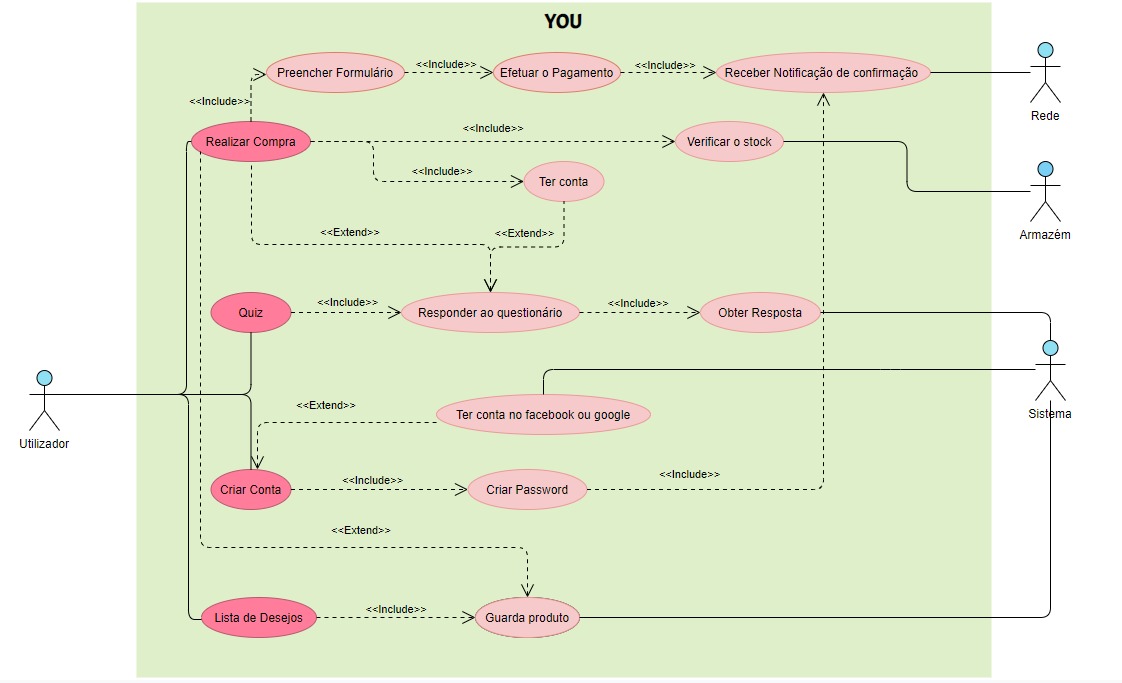 YOU
Preencher Formulário
<<Include>>
Efetuar o Pagamento
<<Include>>
Receber Notificação de confirmação
Rede
<<Include>>
Realizar Compra
<<Include>>
Verificar o stock
<<Include>>
Ter conta
Armazém
<<Extend>>
<<Extend>>
Quiz
<<Include>>
Responder ao questionário
<<Include>>
Obter Resposta
Sistema
<<Extend>>
Ter conta no facebook ou google
Utilizador
Criar Conta
<<Include>>
Criar Password
<<Include>>
<<Extend>>
Lista de Desejos
<<Include>>
Guarda produto